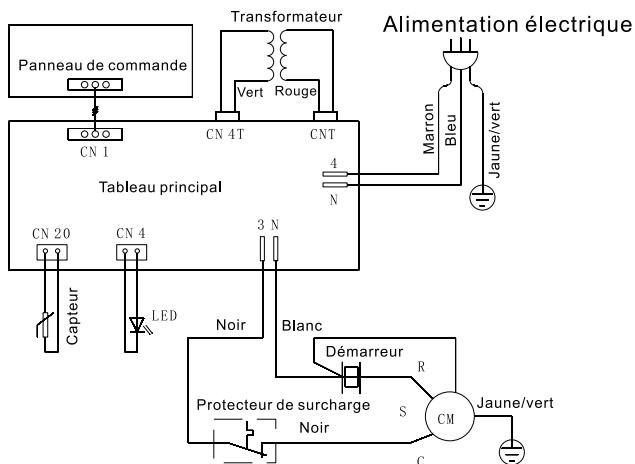 Transformateur
Alimentation électrique
Panneau de commande
Vert
Rouge
CN 4T
CNT
CN 1
Marron
Bleu
Jaune/vert
4
N
Tableau principal
CN 20
CN 4
3 N
Capteur
LED
Noir
Blanc
Démarreur
R
Protecteur de surcharge
S
CM
Jaune/vert
Noir
C